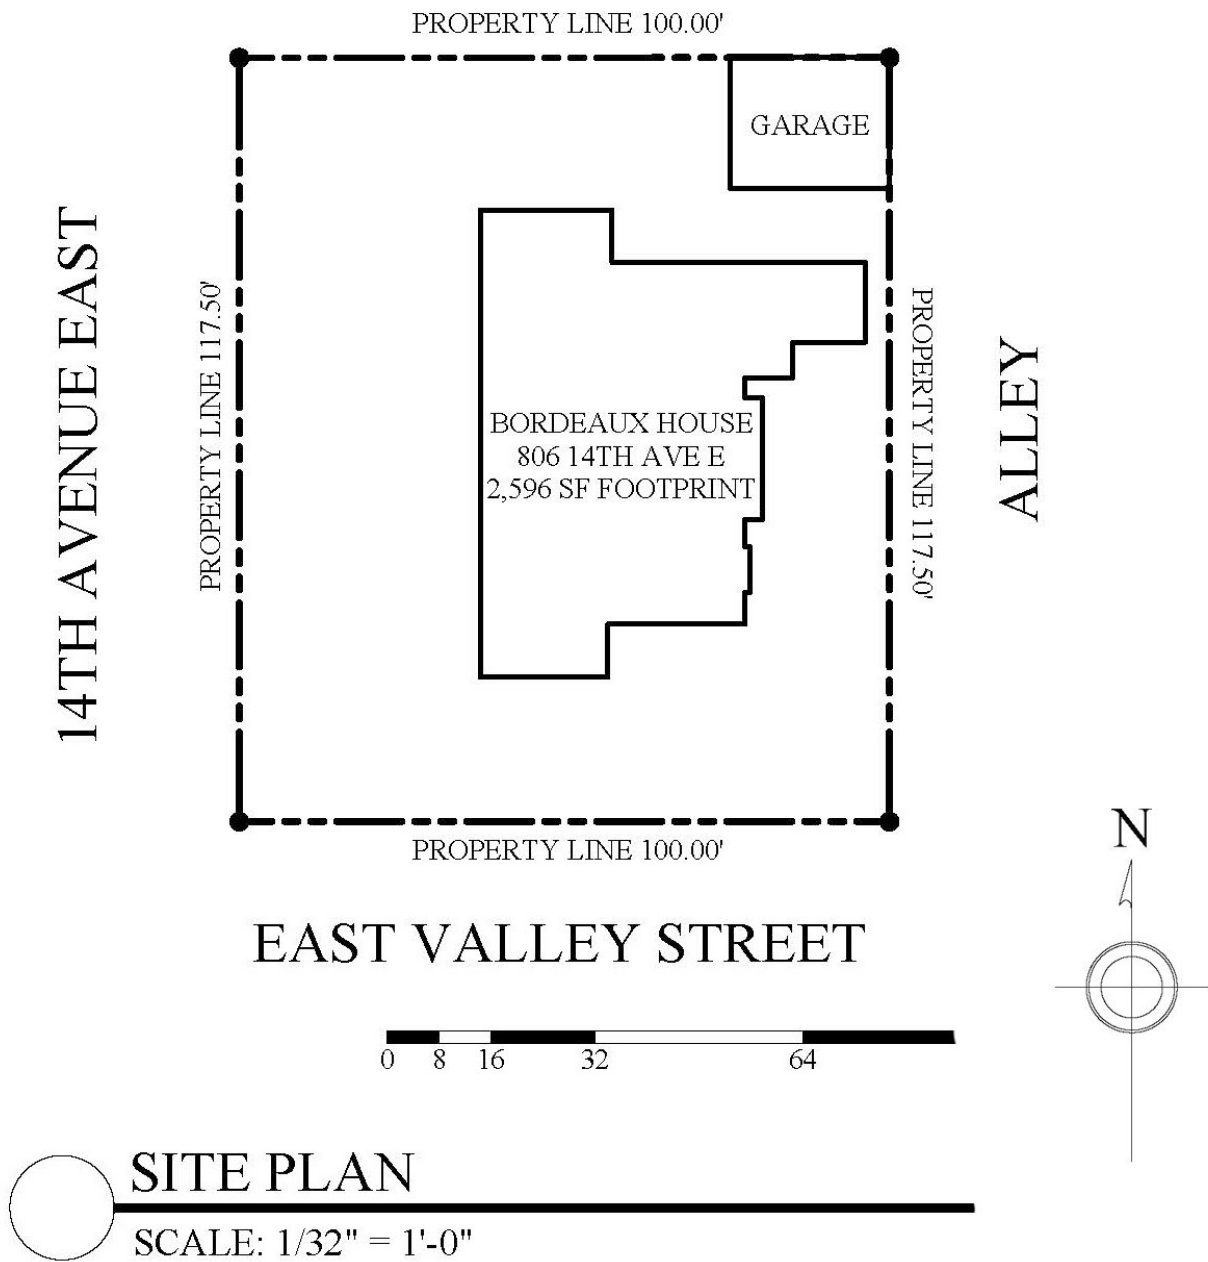 PROPERTY LINE 100.00'
GARAGE
14TH AVENUE EAST
PROPERTY LINE 117.50'
BORDEAUX HOUSE
806 14TH AVE E
2,596 SF FOOTPRINT
PROPERTY LINE 117.50'
ALLEY
PROPERTY LINE 100.00'
N
EAST VALLEY STREET
0 8 16 32 64
SITE PLAN
SCALE: 1/32" = 1'-0"